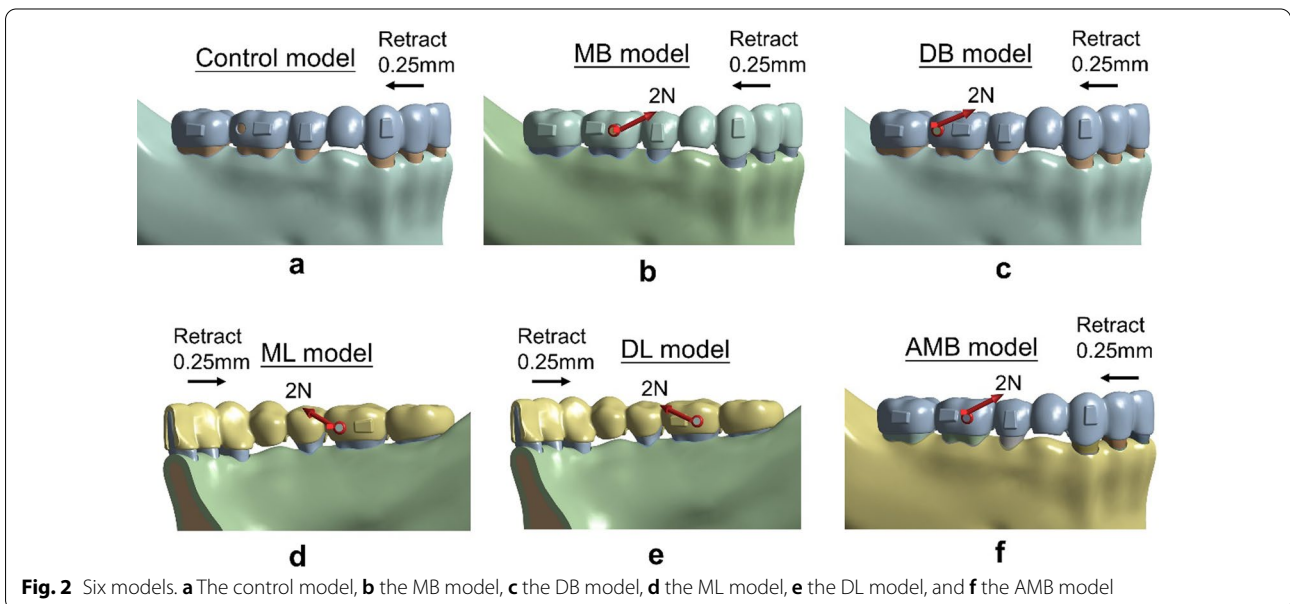 Control model
Retract
0.25mm
a
MB model
Retract
0.25mm
2N
b
DB model
Retract
0.25mm
2N
c
Retract
0.25mm
ML model
2N
d
Retract
0.25mm
DL model
2N
e
AMB model
Retract
0.25mm
2N
f
Fig. 2 Six models. a The control model, b the MB model, c the DB model, d the ML model, e the DL model, and f the AMB model